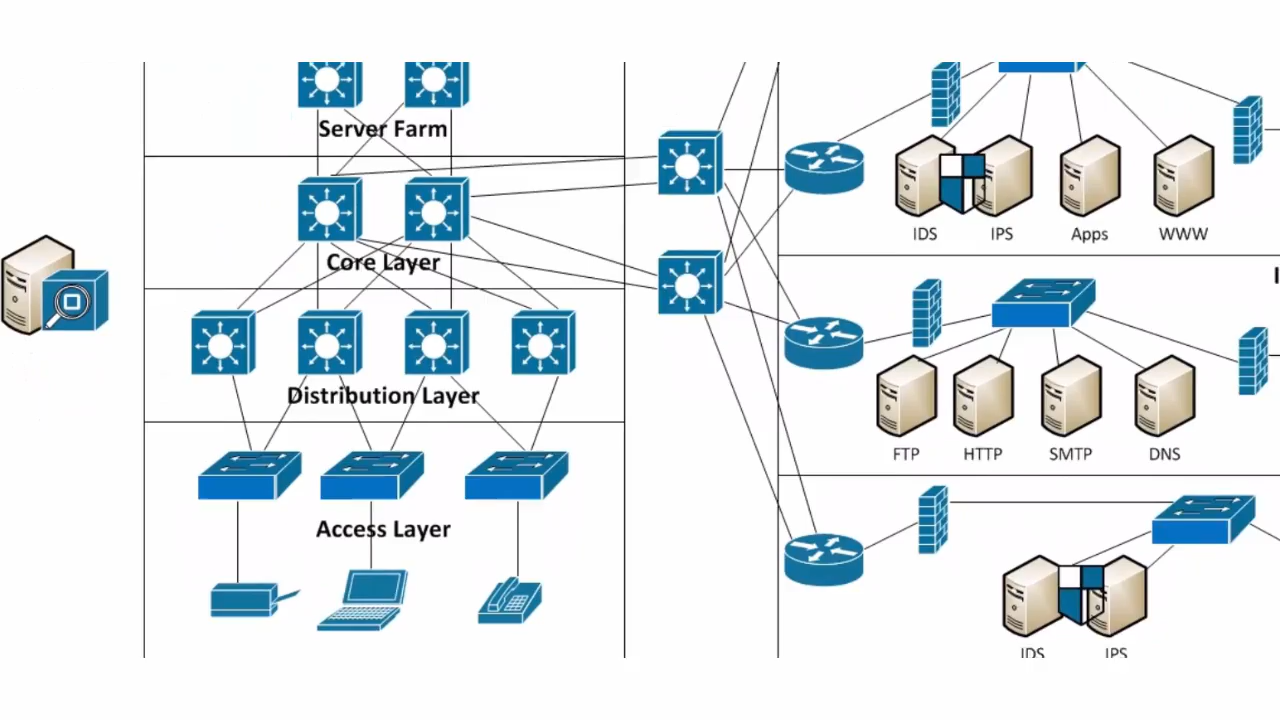 Server Farm
Core Layer
Distribution Layer
Access Layer
IDS
IPS
Apps
WWW
FTP
HTTP
SMTP
DNS
IDS
IPS